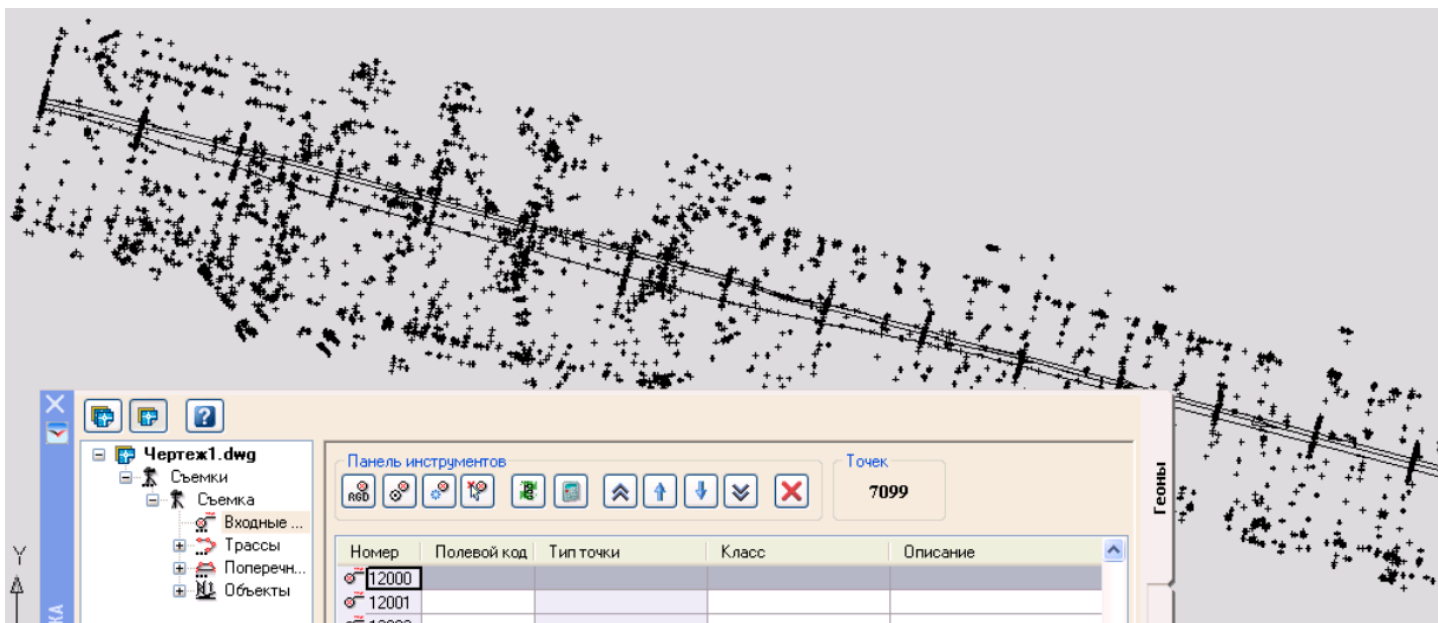 Чертеж1.dwg
Съемки
Съемка
Входные ...
Трассы
Поперечн...
Объекты
Панель инструментов
RGD
Точек
7099
Номер Полевой код Тип точки Класс Описание
12000
12001
Геоны
Y